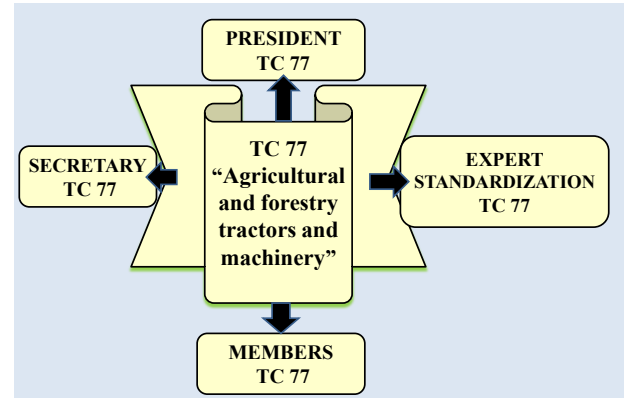 PRESIDENT
TC 77
SECRETARY
TC 77
TC 77
“Agricultural
and forestry
tractors and
machinery”
EXPERT
STANDARDIZATION
TC 77
MEMBERS
TC 77